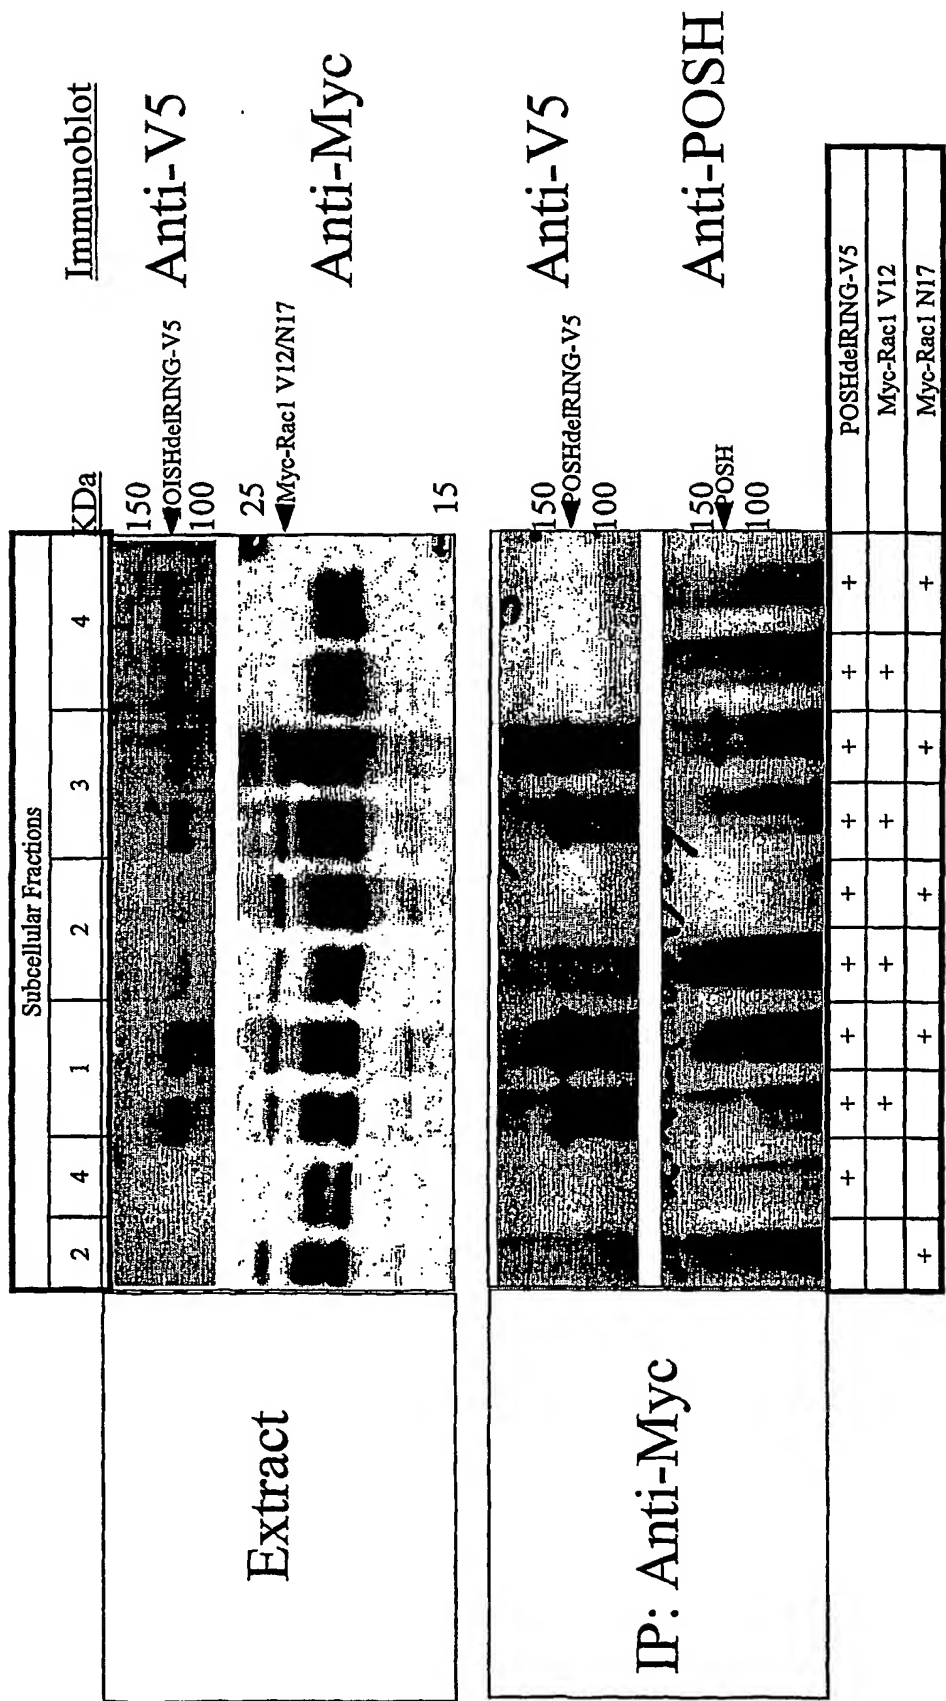 Subcellular Fractions
2 4 1 2 3 4
KDa
Immunoblot
Extract
150
OISHdelRING-V5
100
Anti-V5
25
Myc-Rac1 V12/N17
15
Anti-Myc
IP: Anti-Myc
150
POSHdelRING-V5
100
Anti-V5
150
POSH
100
Anti-POSH
+ + + + + + + + + POSHdelRING-V5
+ + + + Myc-Rac1 V12
+ + + + + Myc-Rac1 N17